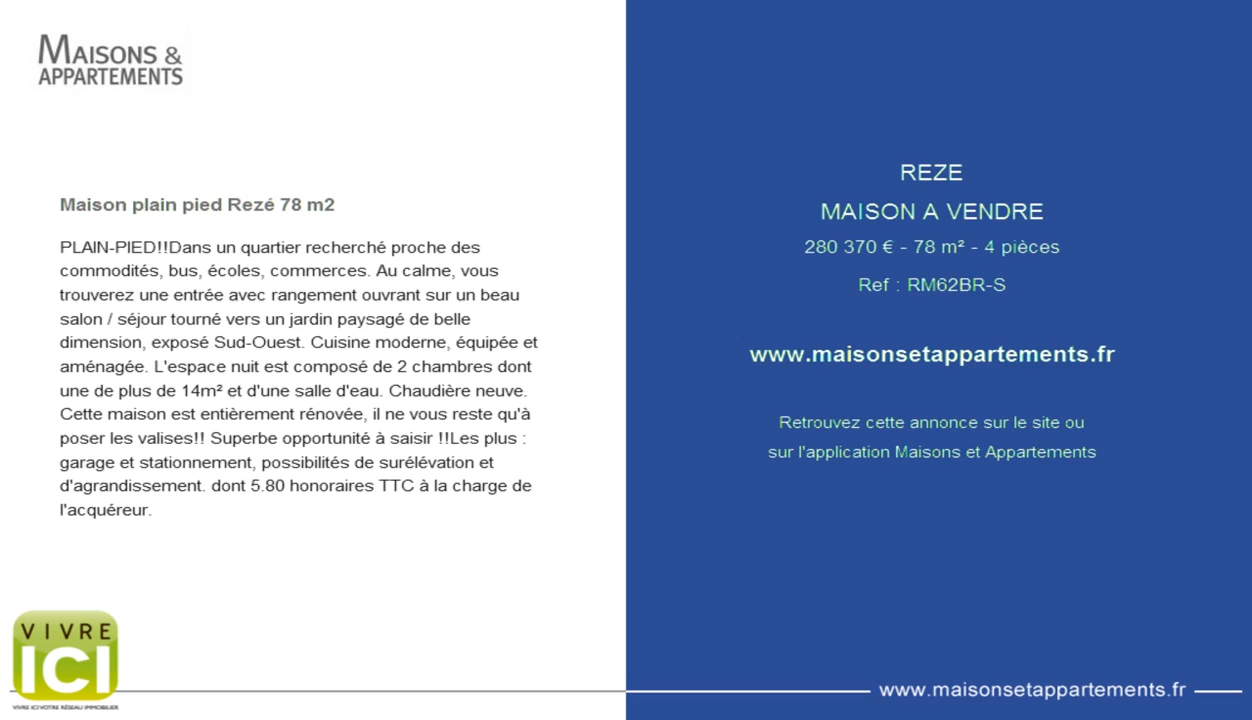 MAISONS &
APPARTEMENTS
Maison plain pied Rezé 78 m2
PLAIN-PIED!!Dans un quartier recherché proche des
commodités, bus, écoles, commerces. Au calme, vous
trouverez une entrée avec rangement ouvrant sur un beau
salon / séjour tourné vers un jardin paysagé de belle
dimension, exposé Sud-Ouest. Cuisine moderne, équipée et
aménagée. L'espace nuit est composé de 2 chambres dont
une de plus de 14m² et d'une salle d'eau. Chaudière neuve.
Cette maison est entièrement rénovée, il ne vous reste qu'à
poser les valises!! Superbe opportunité à saisir !!Les plus :
garage et stationnement, possibilités de surélévation et
d'agrandissement. dont 5.80 honoraires TTC à la charge de
l'acquéreur.
VIVRE
ICI
VIVRE ICI VOTRE RÉSEAU IMMOBILIER
REZE
MAISON A VENDRE
280 370 € - 78 m² - 4 pièces
Ref : RM62BR-S
www.maisonsetappartements.fr
Retrouvez cette annonce sur le site ou
sur l'application Maisons et Appartements
www.maisonsetappartements.fr